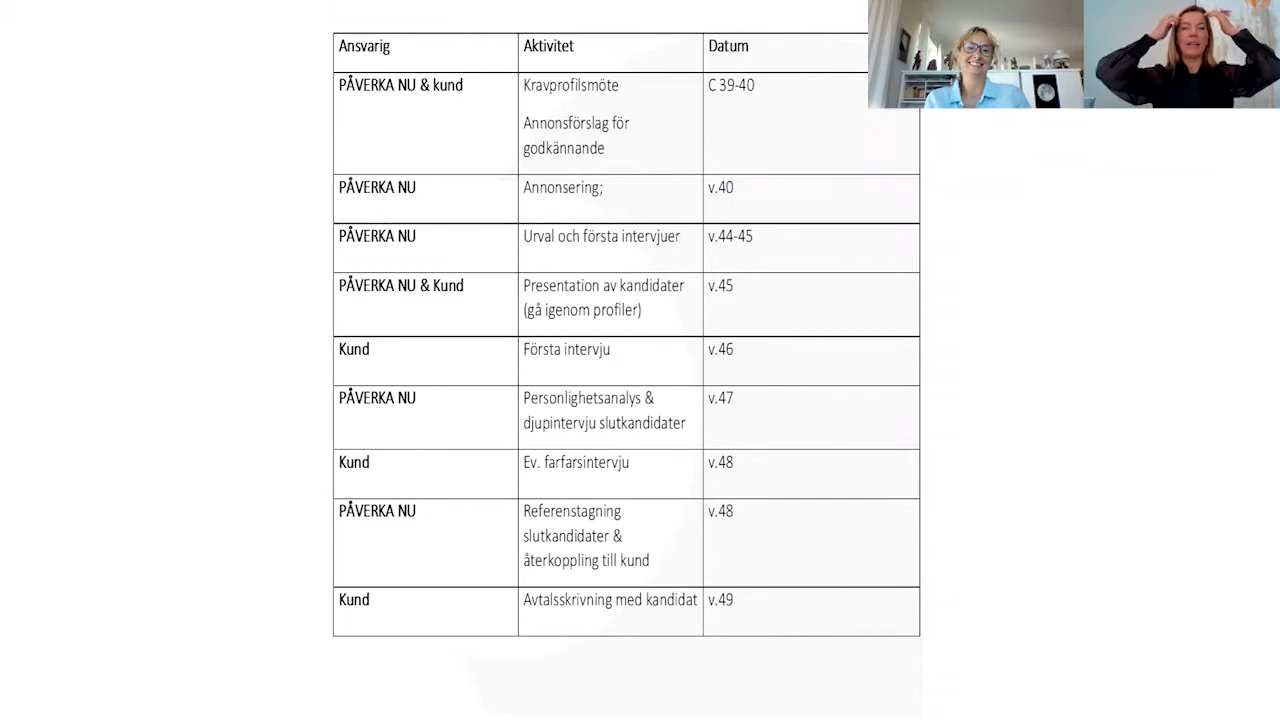 Ansvarig Aktivitet Datum
PÅVERKA NU & kund Kravprofilsmöte C 39-40
Annonsförslag för
godkännande
PÅVERKA NU Annonsering; v.40
PÅVERKA NU Urval och första intervjuer v.44-45
PÅVERKA NU & Kund Presentation av kandidater v.45
(gå igenom profiler)
Kund Första intervju v.46
PÅVERKA NU Personlighetsanalys & v.47
djupintervju slutkandidater
Kund Ev. farfarsintervju v.48
PÅVERKA NU Referenstagning v.48
slutkandidater &
återkoppling till kund
Kund Avtalsskrivning med kandidat v.49